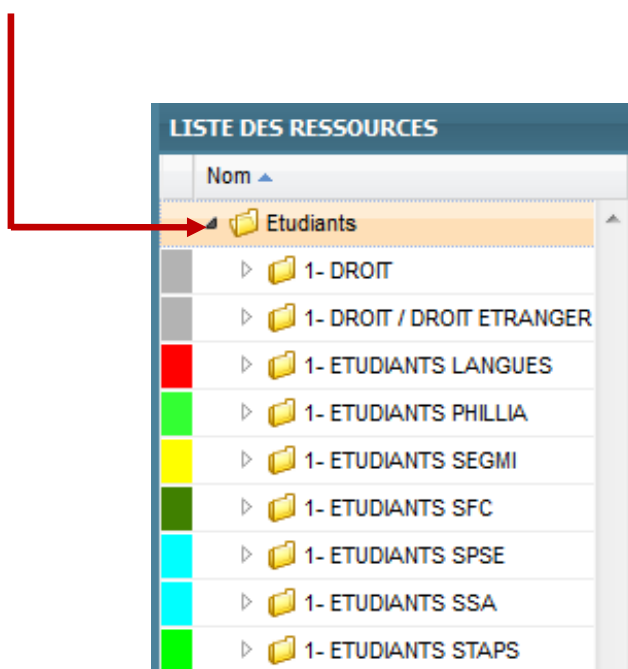 LISTE DES RESSOURCES
Nom
Etudiants
1- DROIT
1- DROIT / DROIT ETRANGER
1- ETUDIANTS LANGUES
1- ETUDIANTS PHILLIA
1- ETUDIANTS SEGMI
1- ETUDIANTS SFC
1- ETUDIANTS SPSE
1- ETUDIANTS SSA
1- ETUDIANTS STAPS